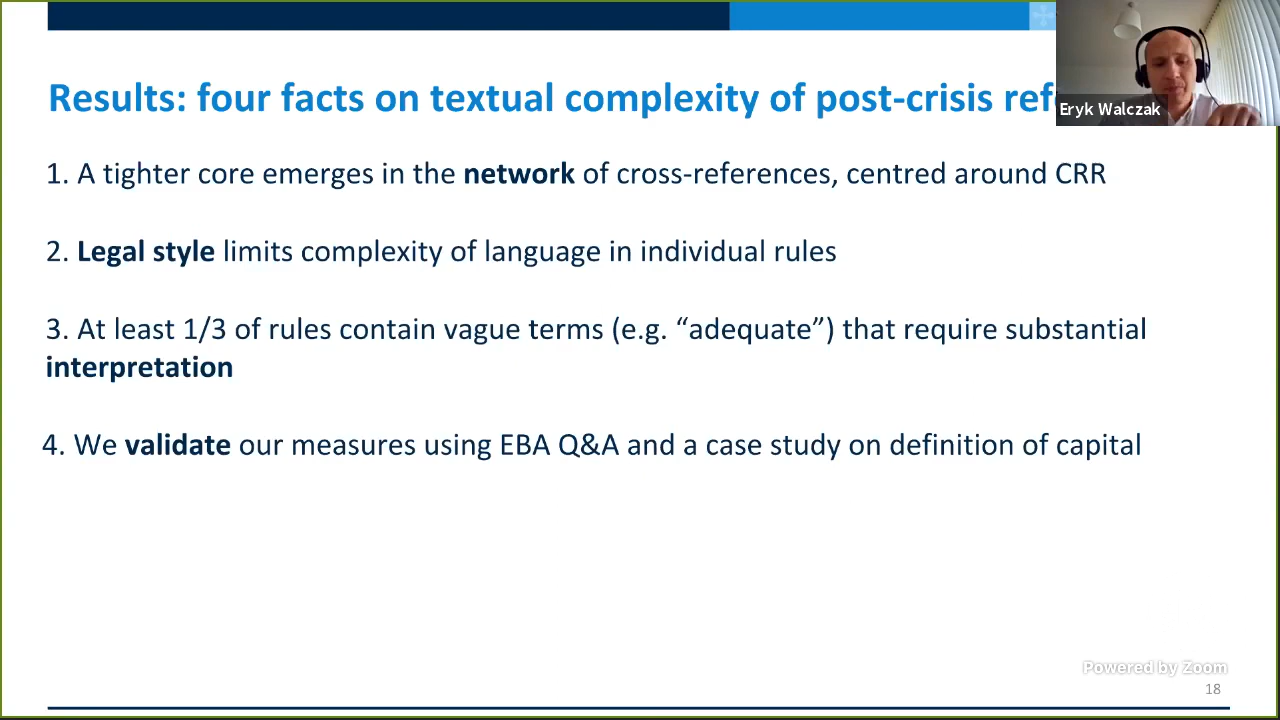 Results: four facts on textual complexity of post-crisis
Eryk Walczak
1. A tighter core emerges in the network of cross-references, centred around CRR
2. Legal style limits complexity of language in individual rules
3. At least 1/3 of rules contain vague terms (e.g. “adequate”) that require substantial
interpretation
4. We validate our measures using EBA Q&A and a case study on definition of capital
Powered by Zoom
18